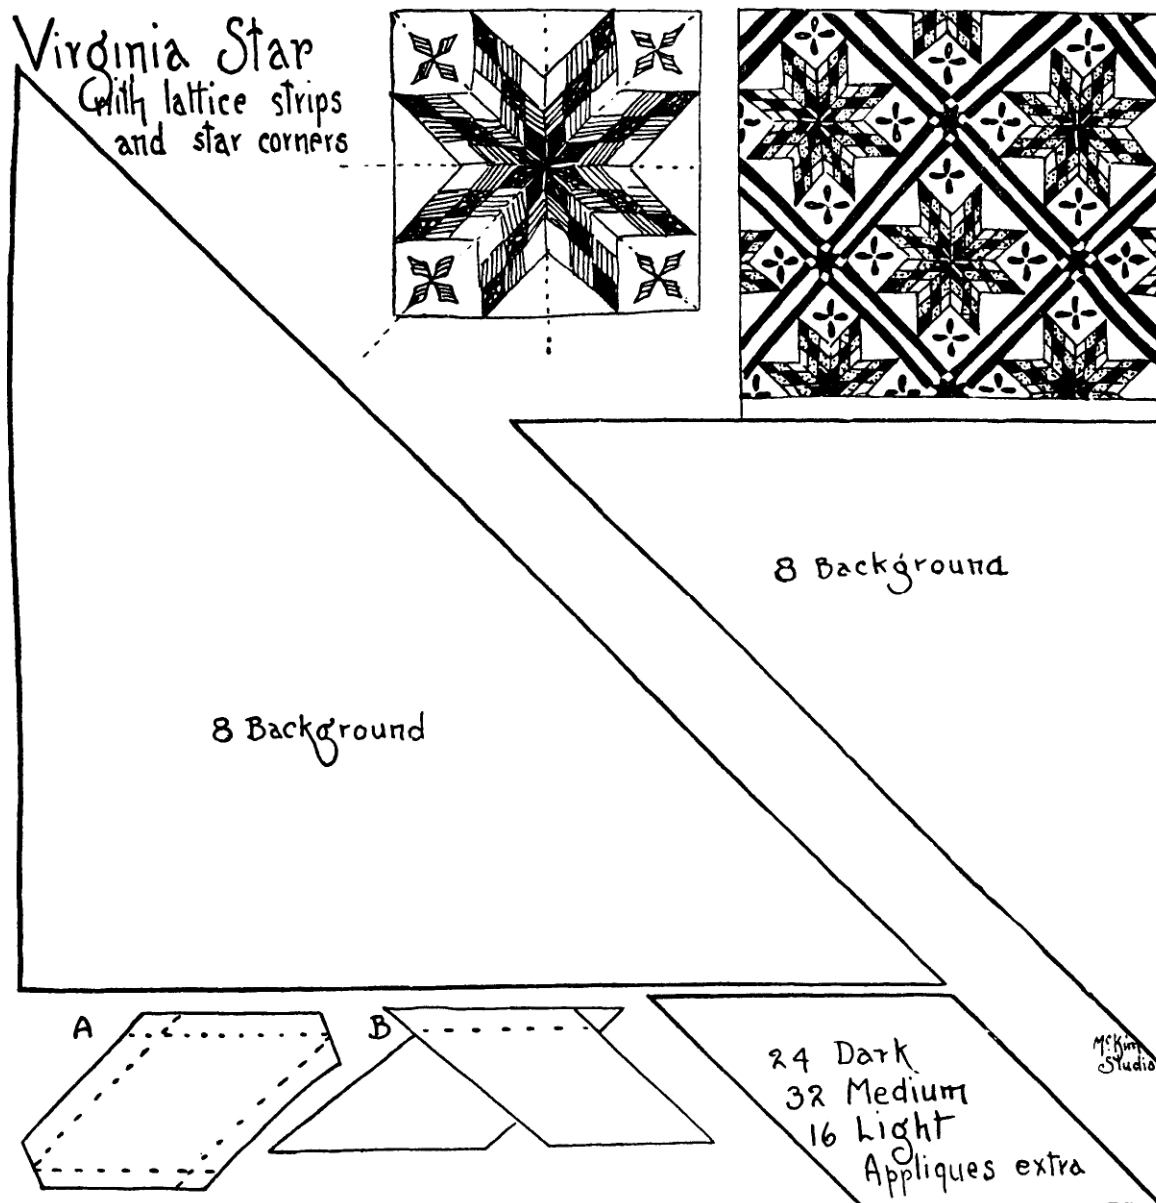 Virginia Star
With lattice strips
and star corners
8 Background
8 Background
A
B
24 Dark
32 Medium
16 Light
Appliques extra
McKim
Studio